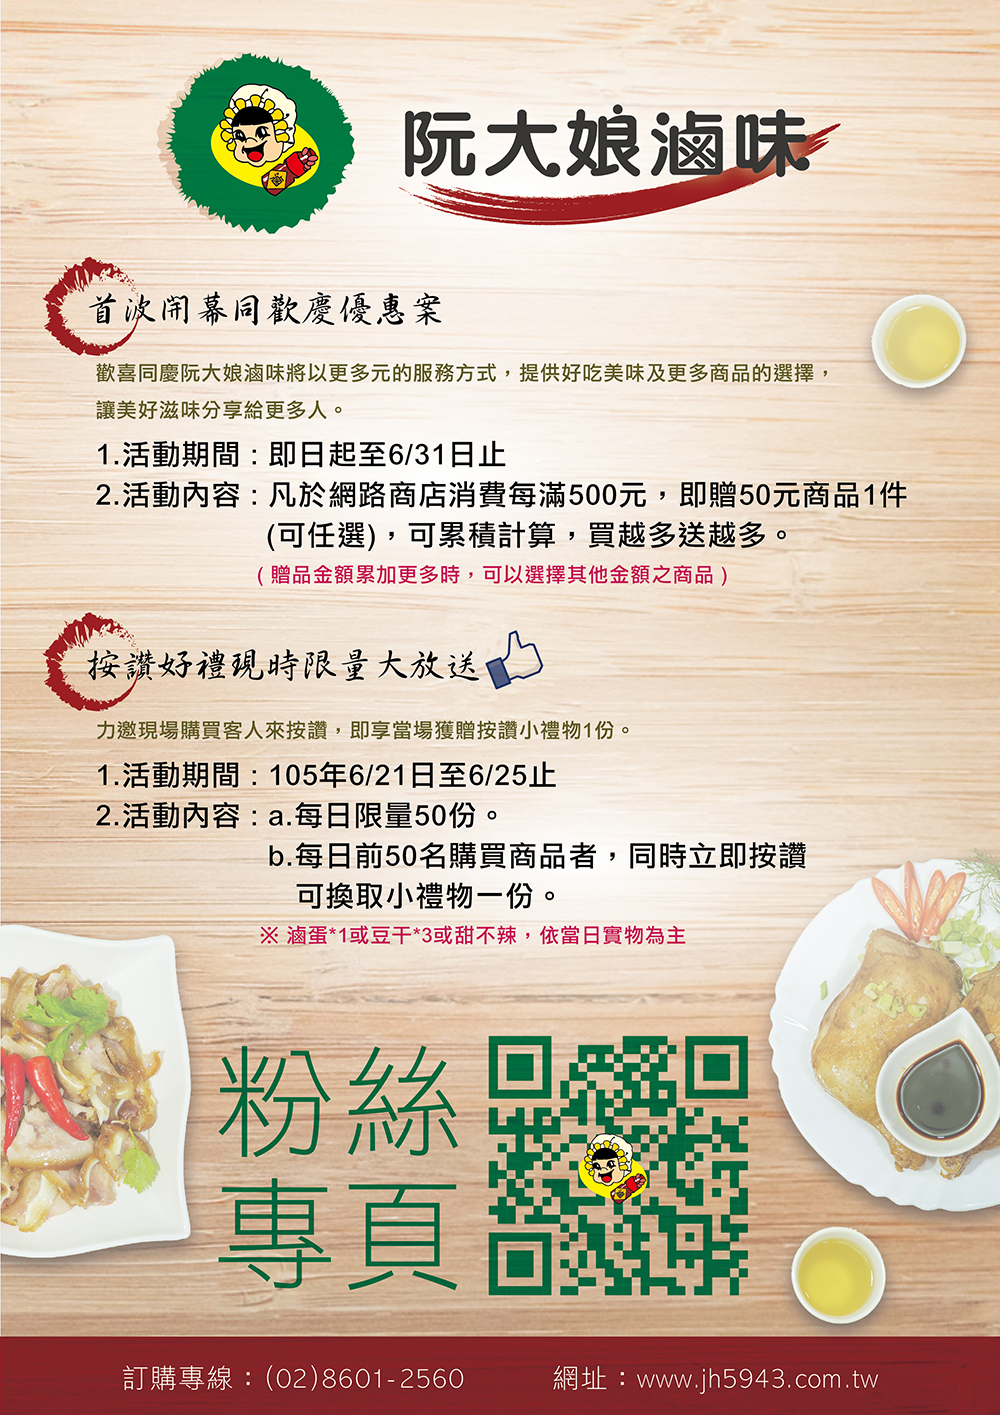 阮大娘滷味
首波開幕同歡慶優惠案
歡喜同慶阮大娘滷味將以更多元的服務方式，提供好吃美味及更多商品的選擇，
讓美好滋味分享給更多人。
1.活動期間：即日起至6/31日止
2.活動內容：凡於網路商店消費每滿500元，即贈50元商品1件
(可任選)，可累積計算，買越多送越多。
( 贈品金額累加更多時，可以選擇其他金額之商品 )
按讚好禮現時限量大放送
力邀現場購買客人來按讚，即享當場獲贈按讚小禮物1份。
1.活動期間：105年6/21日至6/25止
2.活動內容：a.每日限量50份。
b.每日前50名購買商品者，同時立即按讚
可換取小禮物一份。
※ 滷蛋*1或豆干*3或甜不辣，依當日實物為主
粉絲
專頁
訂購專線：(02)8601-2560 網址：www.jh5943.com.tw